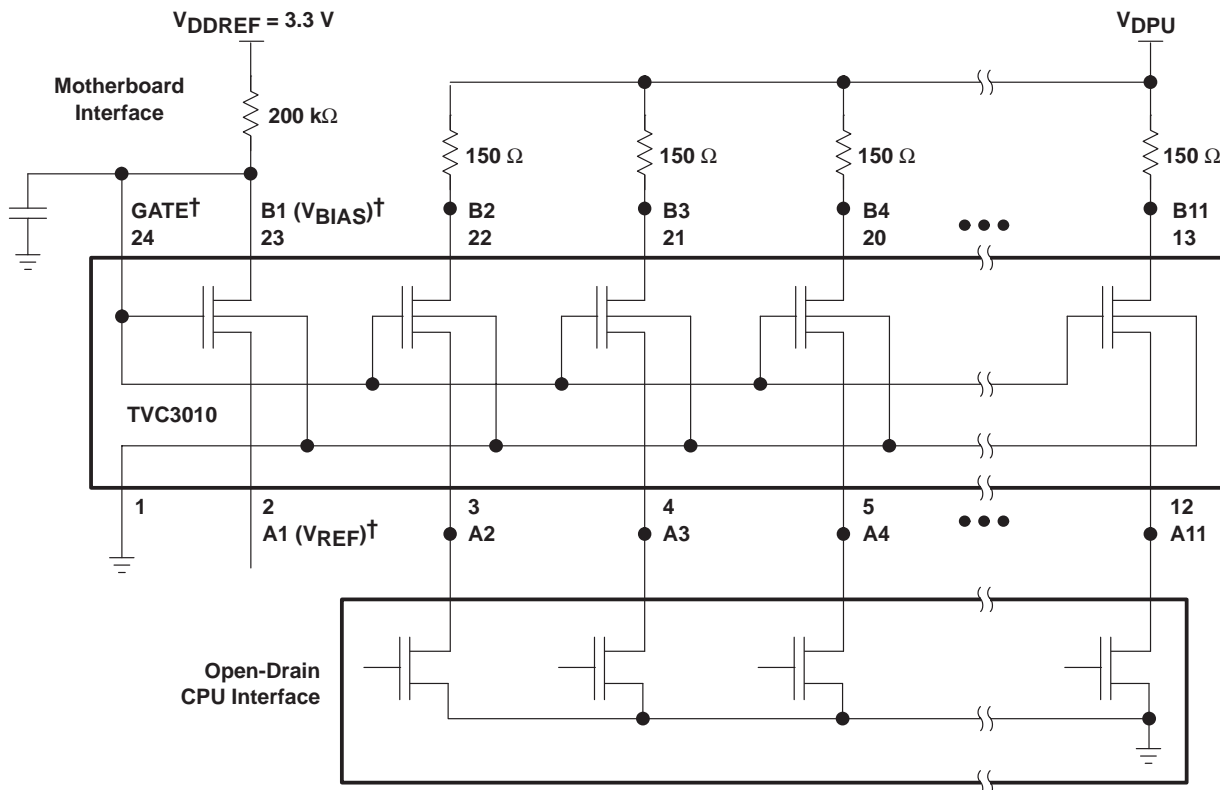 VDDREF = 3.3 V
VDPU
Motherboard
Interface
200 kΩ
150 Ω
150 Ω
150 Ω
150 Ω
GATE†
B1 (VBIAS)†
B2
B3
B4
B11
24
23
22
21
20
13
TVC3010
1
2
3
4
5
12
A1 (VREF)†
A2
A3
A4
A11
Open-Drain
CPU Interface